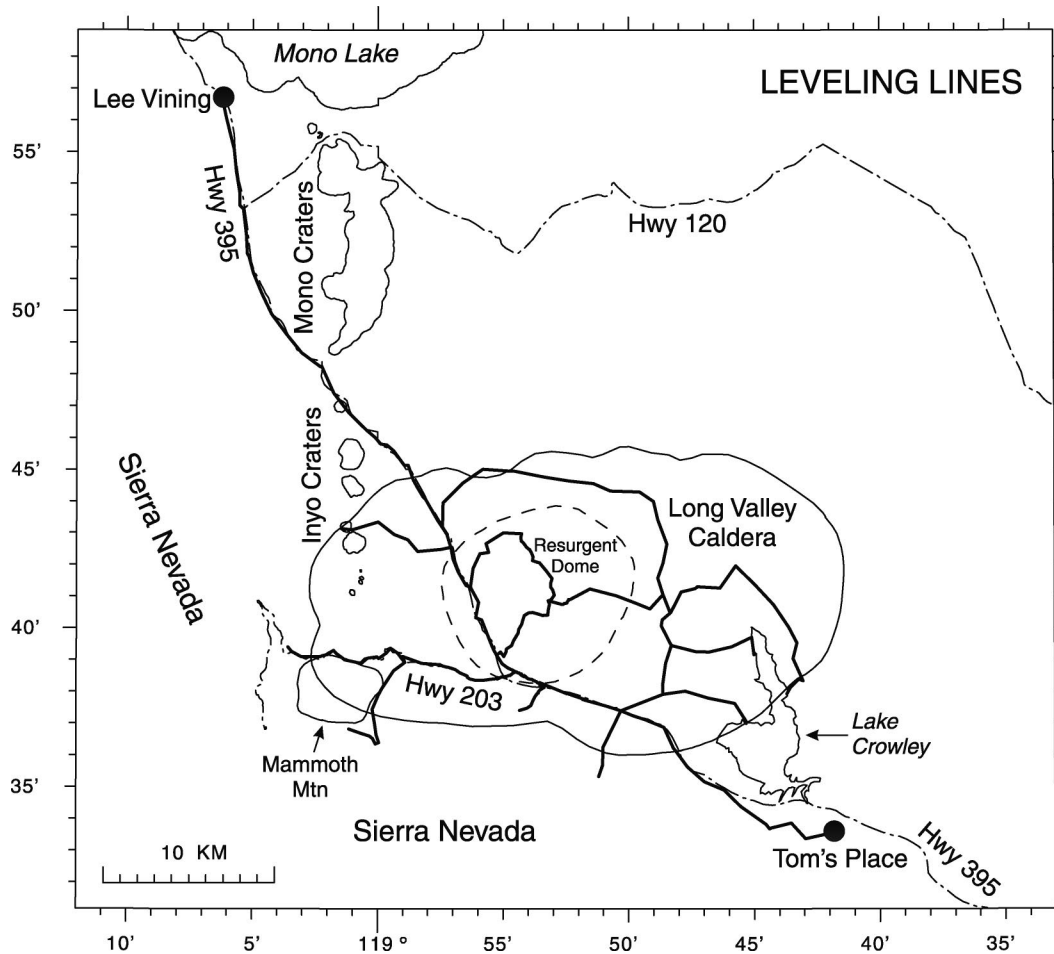 Mono Lake
LEVELING LINES
Lee Vining
55’
Hwy 395
Mono Craters
Hwy 120
50’
Inyo Craters
45’
Sierra Nevada
Long Valley
Caldera
Resurgent
Dome
40’
Hwy 203
Mammoth
Mtn
Lake
Crowley
35’
Sierra Nevada
10 KM
Tom’s Place
Hwy 395
10’
5’
119 °
55’
50’
45’
40’
35’